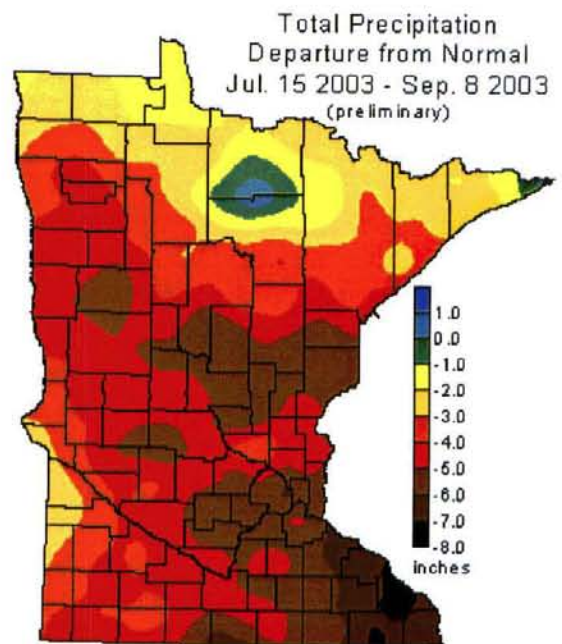 Total Precipitation
Departure from Normal
Jul. 15 2003 - Sep. 8 2003
(preliminary)
1.0
0.0
-1.0
-2.0
-3.0
-4.0
-5.0
-6.0
-7.0
-8.0
inches